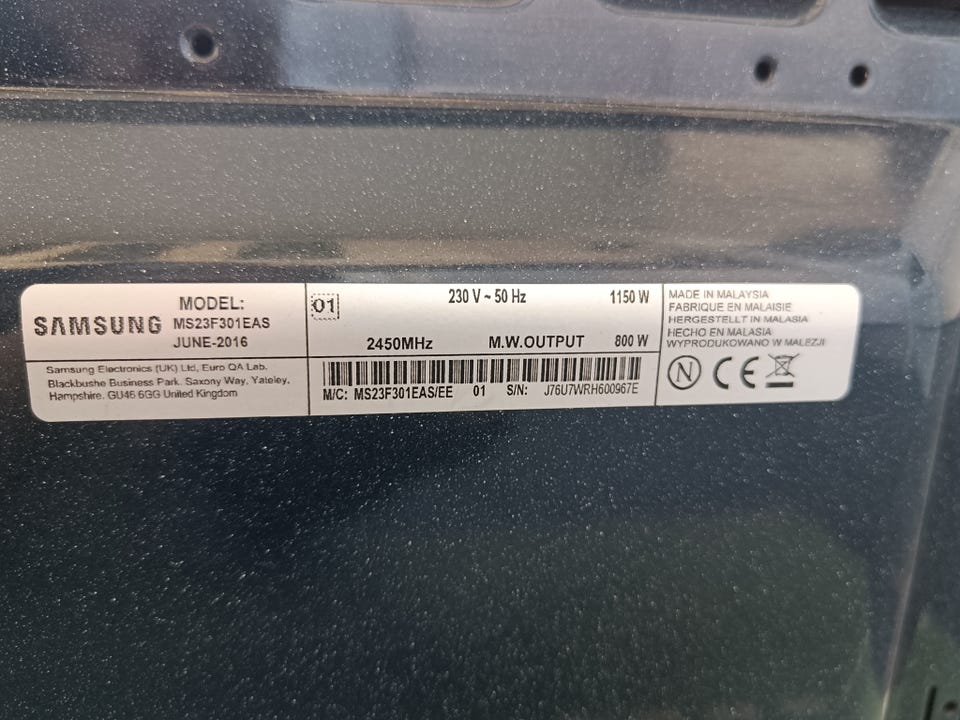 SAMSUNG
MODEL:
MS23F301EAS
JUNE-2016
Samsung Electronics (UK) Ltd, Euro QA Lab.
Blackbushe Business Park. Saxony Way, Yateley,
Hampshire. GU46 6GG United Kingdom
01
230 V ~ 50 Hz 1150 W
2450MHz M.W.OUTPUT 800 W
M/C: MS23F301EAS/EE 01 S/N: J76U7WRH600967E
MADE IN MALAYSIA
FABRIQUE EN MALAISIE
HERGESTELLT IN MALASIA
HECHO EN MALASIA
WYPRODUKOWANO W MALEZJI
N CE